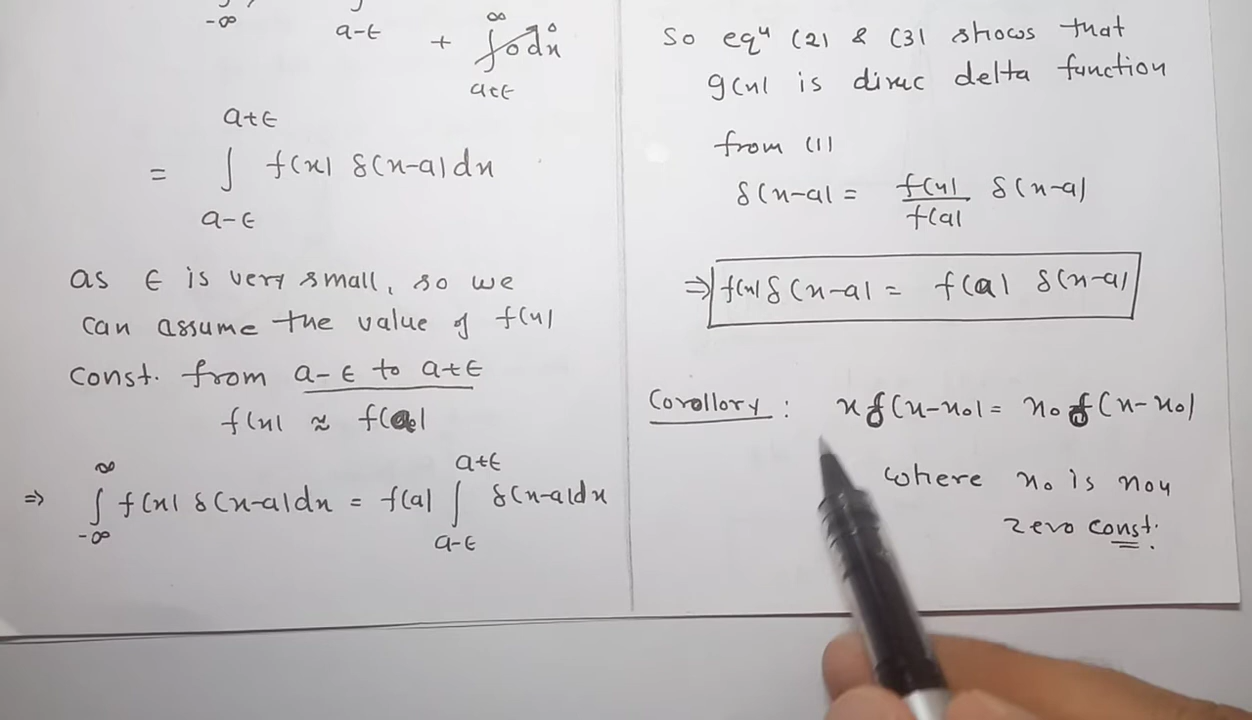 -∞
a-ϵ
+ ∫ 0 dx
∞
0
a+ϵ
a+ϵ
= ∫ f(x) δ(x-a) dx
a-ϵ
as ϵ is very small, so we
can assume the value of f(x)
const. from a-ϵ to a+ϵ
f(x) ≈ f(a)
∞
a+ϵ
⇒ ∫ f(x) δ(x-a) dx = f(a) ∫ δ(x-a) dx
-∞
a-ϵ
So eqn (2) & (3) shows that
g(x) is dirac delta function
from (1)
δ(x-a) = f(x)/f(a) δ(x-a)
⇒ f(x) δ(x-a) = f(a) δ(x-a)
Corollory : x δ(x-x₀) = x₀ δ(x-x₀)
where x₀ is non
zero const.